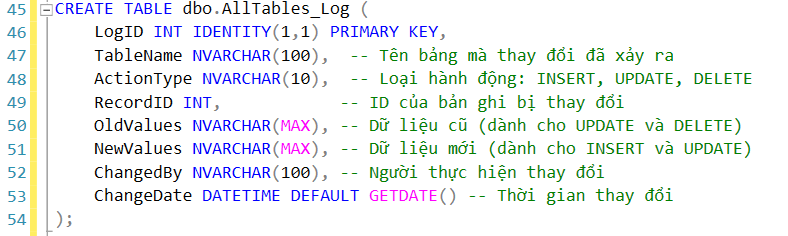 45 CREATE TABLE dbo.AllTables_Log (
46     LogID INT IDENTITY(1,1) PRIMARY KEY,
47     TableName NVARCHAR(100),  -- Tên bảng mà thay đổi đã xảy ra
48     ActionType NVARCHAR(10),  -- Loại hành động: INSERT, UPDATE, DELETE
49     RecordID INT,            -- ID của bản ghi bị thay đổi
50     OldValues NVARCHAR(MAX), -- Dữ liệu cũ (dành cho UPDATE và DELETE)
51     NewValues NVARCHAR(MAX), -- Dữ liệu mới (dành cho INSERT và UPDATE)
52     ChangedBy NVARCHAR(100), -- Người thực hiện thay đổi
53     ChangeDate DATETIME DEFAULT GETDATE() -- Thời gian thay đổi
54 );